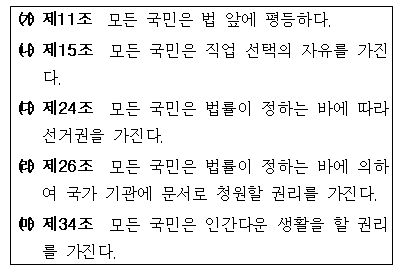 ㈎ 제11조 모든 국민은 법 앞에 평등하다.
㈏ 제15조 모든 국민은 직업 선택의 자유를 가진
다.
㈐ 제24조 모든 국민은 법률이 정하는 바에 따라
선거권을 가진다.
㈑ 제26조 모든 국민은 법률이 정하는 바에 의하
여 국가 기관에 문서로 청원할 권리를 가진다.
㈒ 제34조 모든 국민은 인간다운 생활을 할 권리
를 가진다.